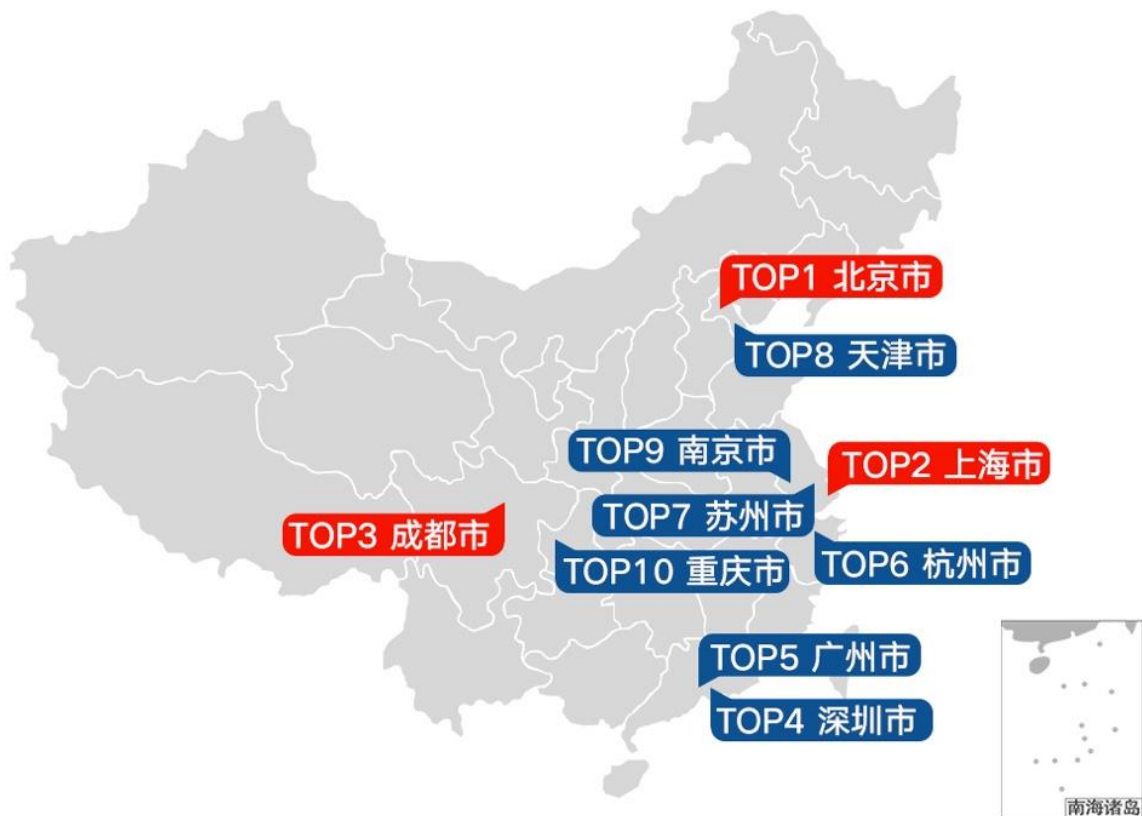 TOP1 北京市
TOP8 天津市
TOP9 南京市
TOP2 上海市
TOP7 苏州市
TOP3 成都市
TOP6 杭州市
TOP10 重庆市
TOP5 广州市
TOP4 深圳市
南海诸岛